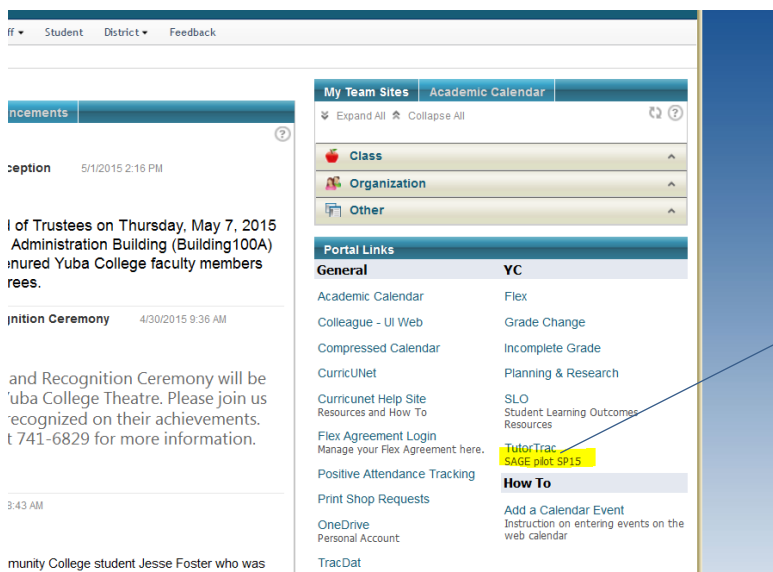 ff Student District Feedback
ncements
ception 5/1/2015 2:16 PM
l of Trustees on Thursday, May 7, 2015
Administration Building (Building100A)
enured Yuba College faculty members
rees.
gnition Ceremony 4/30/2015 9:36 AM
and Recognition Ceremony will be
Yuba College Theatre. Please join us
recognized on their achievements.
t 741-6829 for more information.
3:43 AM
munity College student Jesse Foster who was
My Team Sites Academic Calendar
Expand All Collapse All
Class
Organization
Other
Portal Links
General
Academic Calendar
Colleague - UI Web
Compressed Calendar
CurricUNet
Curricunet Help Site
Resources and How To
Flex Agreement Login
Manage your Flex Agreement here.
Positive Attendance Tracking
Print Shop Requests
OneDrive
Personal Account
TracDat
YC
Flex
Grade Change
Incomplete Grade
Planning & Research
SLO
Student Learning Outcomes
Resources
TutorTrac
SAGE pilot SP15
How To
Add a Calendar Event
Instruction on entering events on the
web calendar